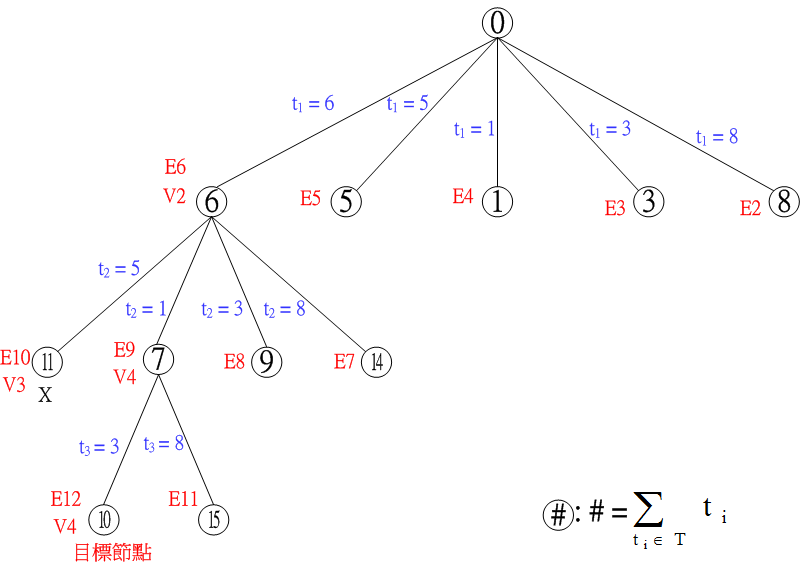 0
t₁ = 6
t₁ = 5
t₁ = 1
t₁ = 3
t₁ = 8
E6
V2
6
E5
5
E4
1
E3
3
E2
8
t₂ = 5
t₂ = 1
t₂ = 3
t₂ = 8
E10
V3
11
X
E9
V4
7
E8
9
E7
14
t₃ = 3
t₃ = 8
E12
V4
10
目標節點
E11
15
#: # = ∑ tᵢ
tᵢ ∈ T